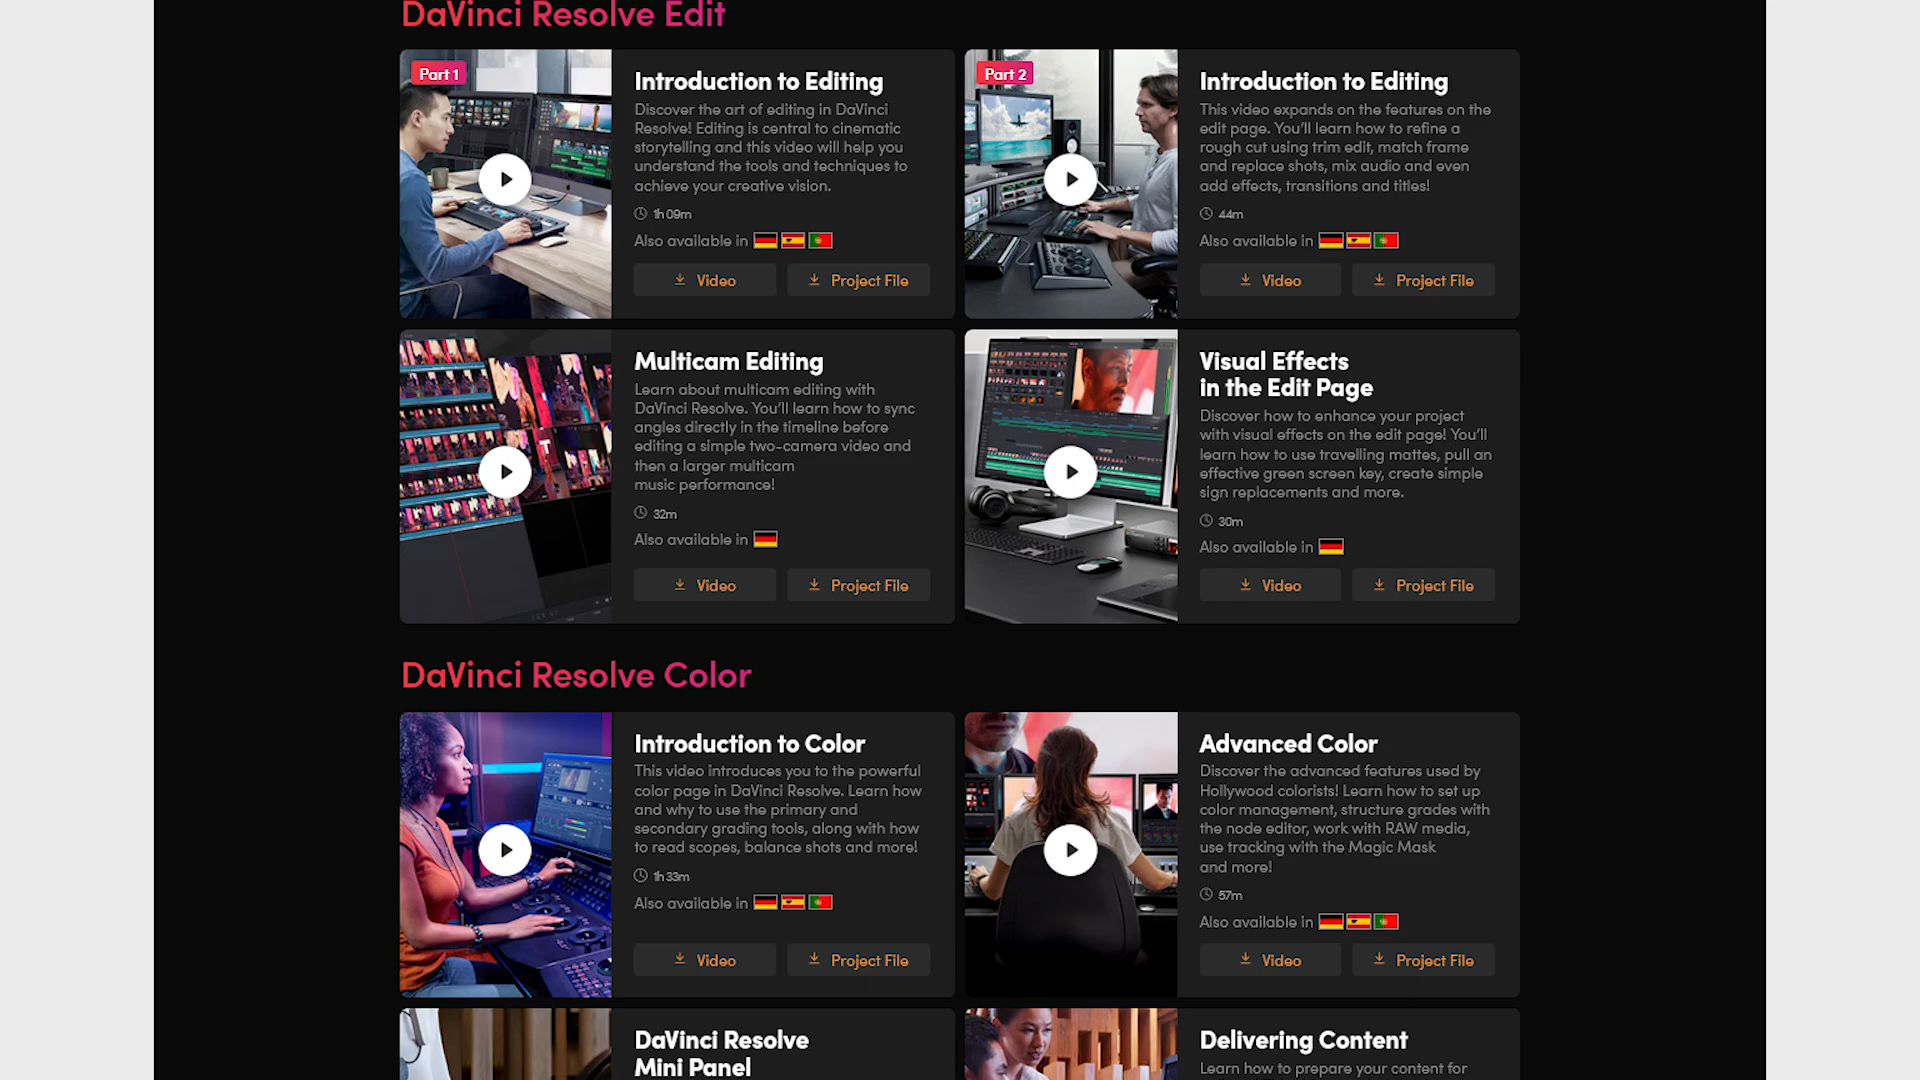 DaVinci Resolve Edit
Part 1
Introduction to Editing
Discover the art of editing in DaVinci
Resolve! Editing is central to cinematic
storytelling and this video will help you
understand the tools and techniques to
achieve your creative vision.
1h 09m
Also available in
Video
Project File
Part 2
Introduction to Editing
This video expands on the features on the
edit page. You'll learn how to refine a
rough cut using trim edit, match frame
and replace shots, mix audio and even
add effects, transitions and titles!
44m
Also available in
Video
Project File
Multicam Editing
Learn about multicam editing with
DaVinci Resolve. You'll learn how to sync
angles directly in the timeline before
editing a simple two-camera video and
then a larger multicam
music performance!
32m
Also available in
Video
Project File
Visual Effects
in the Edit Page
Discover how to enhance your project
with visual effects on the edit page! You'll
learn how to use travelling mattes, pull an
effective green screen key, create simple
sign replacements and more.
30m
Also available in
Video
Project File
DaVinci Resolve Color
Introduction to Color
This video introduces you to the powerful
color page in DaVinci Resolve. Learn how
and why to use the primary and
secondary grading tools, along with how
to read scopes, balance shots and more!
1h 33m
Also available in
Video
Project File
Advanced Color
Discover the advanced features used by
Hollywood colorists! Learn how to set up
color management, structure grades with
the node editor, work with RAW media,
use tracking with the Magic Mask
and more!
57m
Also available in
Video
Project File
DaVinci Resolve
Mini Panel
Delivering Content
Learn how to prepare your content for